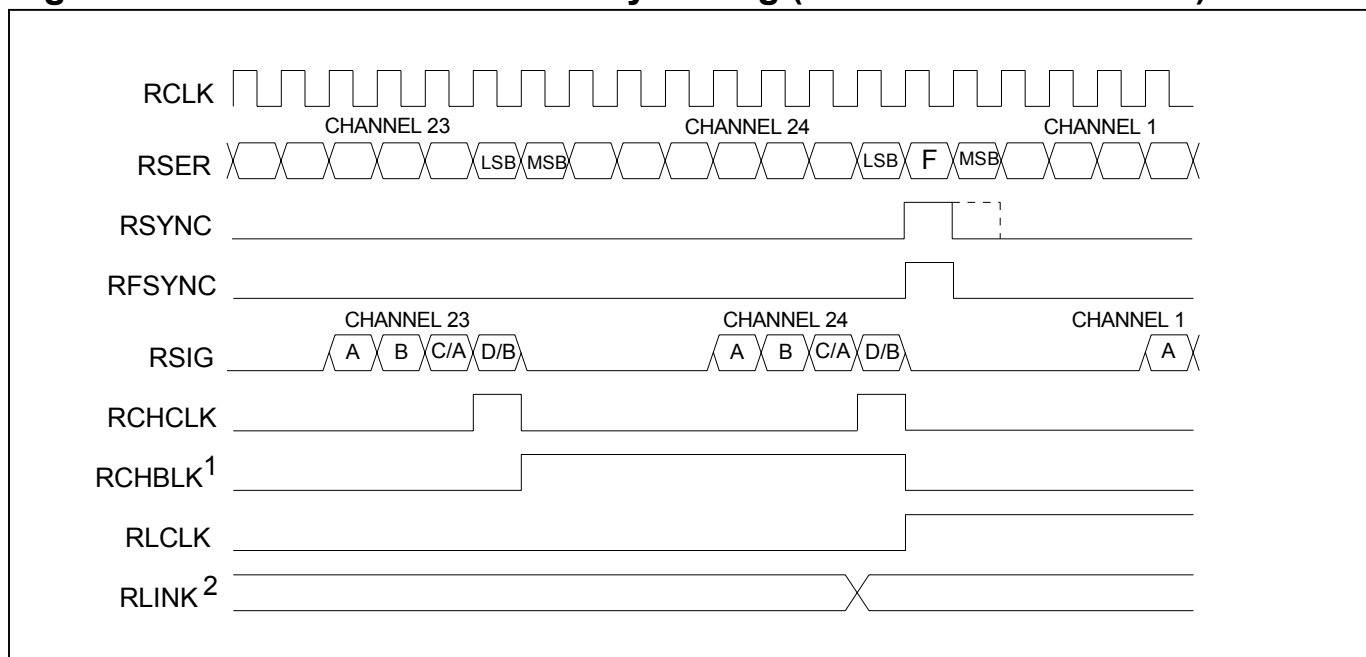 RCLK
CHANNEL 23 CHANNEL 24 CHANNEL 1
RSER LSB MSB LSB F MSB
RSYNC
RFSYNC
CHANNEL 23 CHANNEL 24 CHANNEL 1
RSIG A B C/A D/B A B C/A D/B A
RCHCLK
RCHBLK1
RLCLK
RLINK2